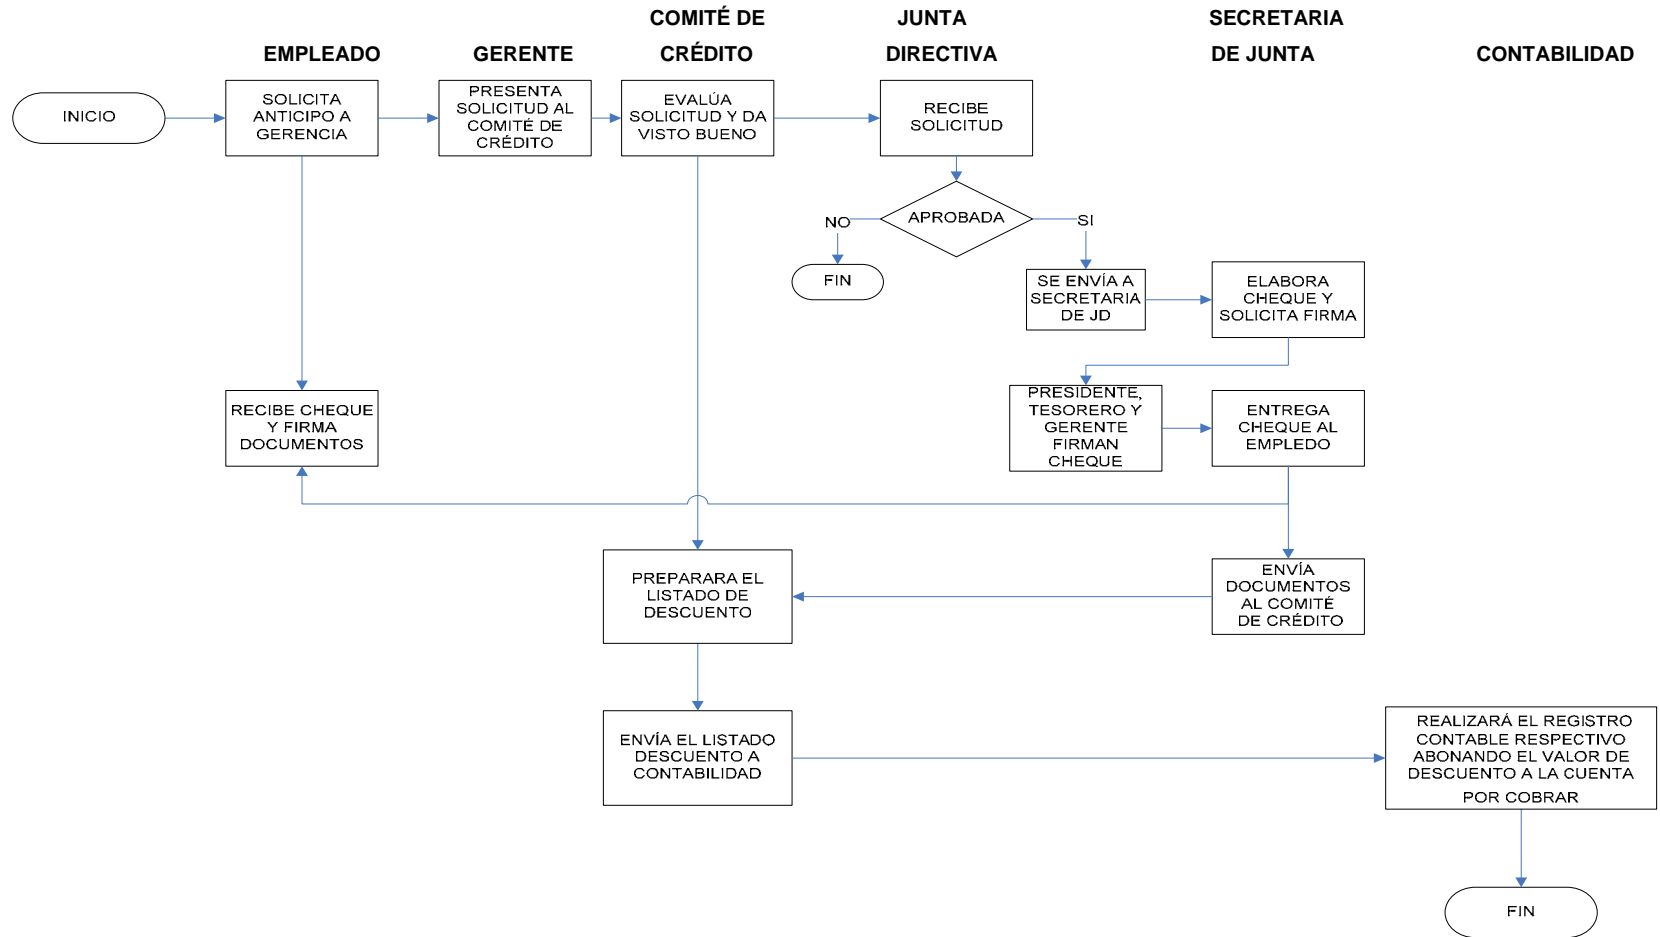 COMITÉ DE
JUNTA
SECRETARIA
EMPLEADO
GERENTE
CRÉDITO
DIRECTIVA
DE JUNTA
CONTABILIDAD
INICIO
SOLICITA
ANTICIPO A
GERENCIA
PRESENTA
SOLICITUD AL
COMITÉ DE
CRÉDITO
EVALÚA
SOLICITUD Y DA
VISTO BUENO
RECIBE
SOLICITUD
APROBADA
NO
SI
FIN
SE ENVÍA A
SECRETARIA
DE JD
ELABORA
CHEQUE Y
SOLICITA FIRMA
RECIBE CHEQUE
Y FIRMA
DOCUMENTOS
PRESIDENTE,
TESORERO Y
GERENTE
FIRMAN
CHEQUE
ENTREGA
CHEQUE AL
EMPLEDO
PREPARARA EL
LISTADO DE
DESCUENTO
ENVÍA
DOCUMENTOS
AL COMITÉ
DE CRÉDITO
ENVÍA EL LISTADO
DESCUENTO A
CONTABILIDAD
REALIZARÁ EL REGISTRO
CONTABLE RESPECTIVO
ABONANDO EL VALOR DE
DESCUENTO A LA CUENTA
POR COBRAR
FIN